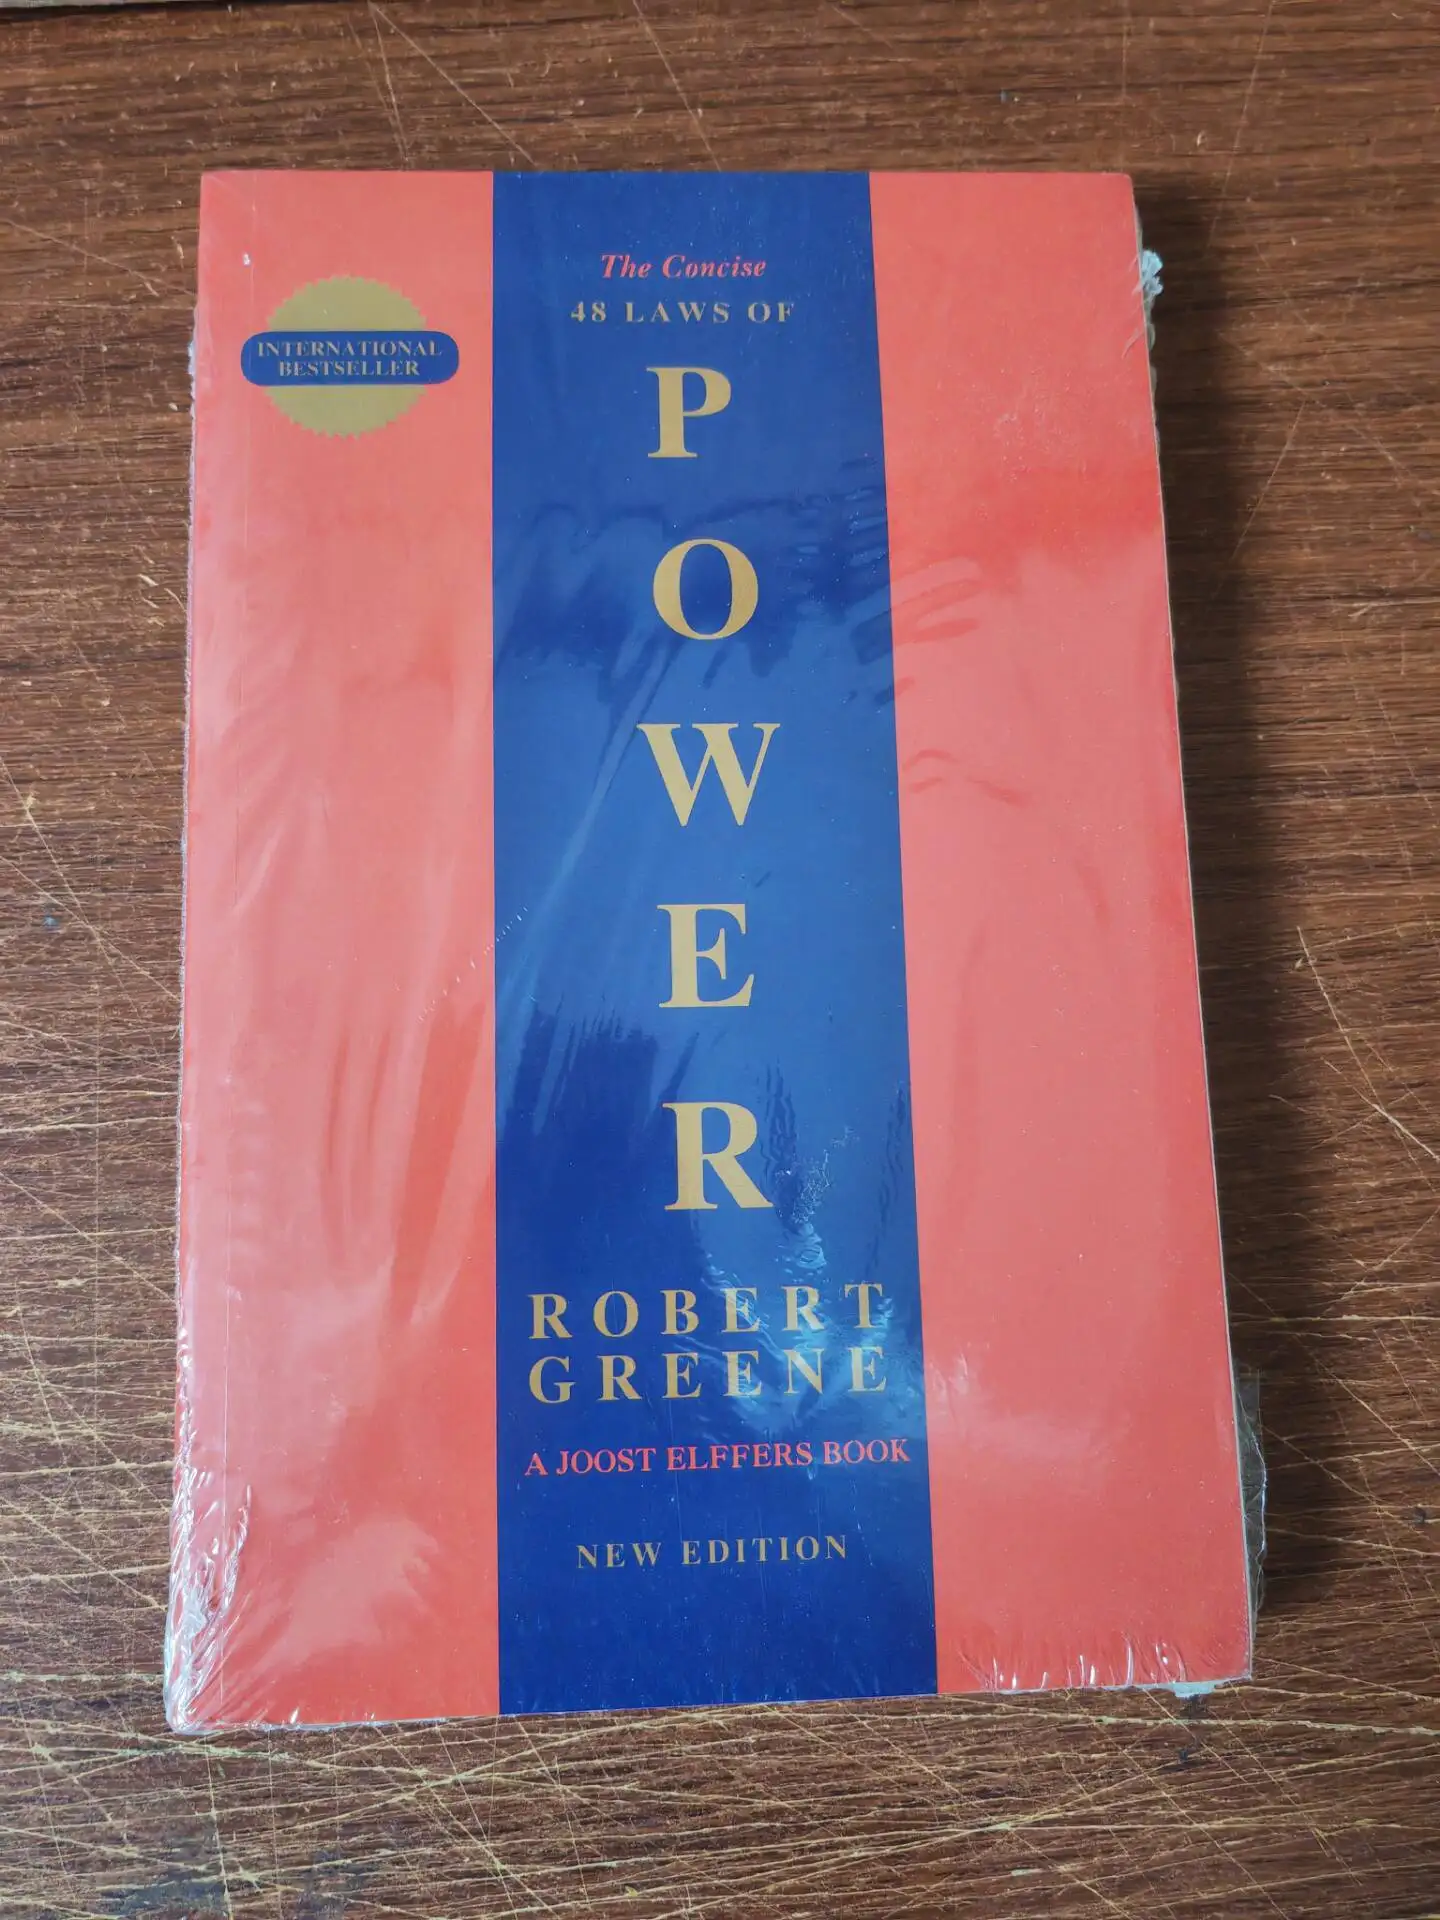 The Concise
48 LAWS OF
INTERNATIONAL
BESTSELLER
P
O
W
E
R
ROBERT
GREENE
A JOOST ELFFERS BOOK
NEW EDITION